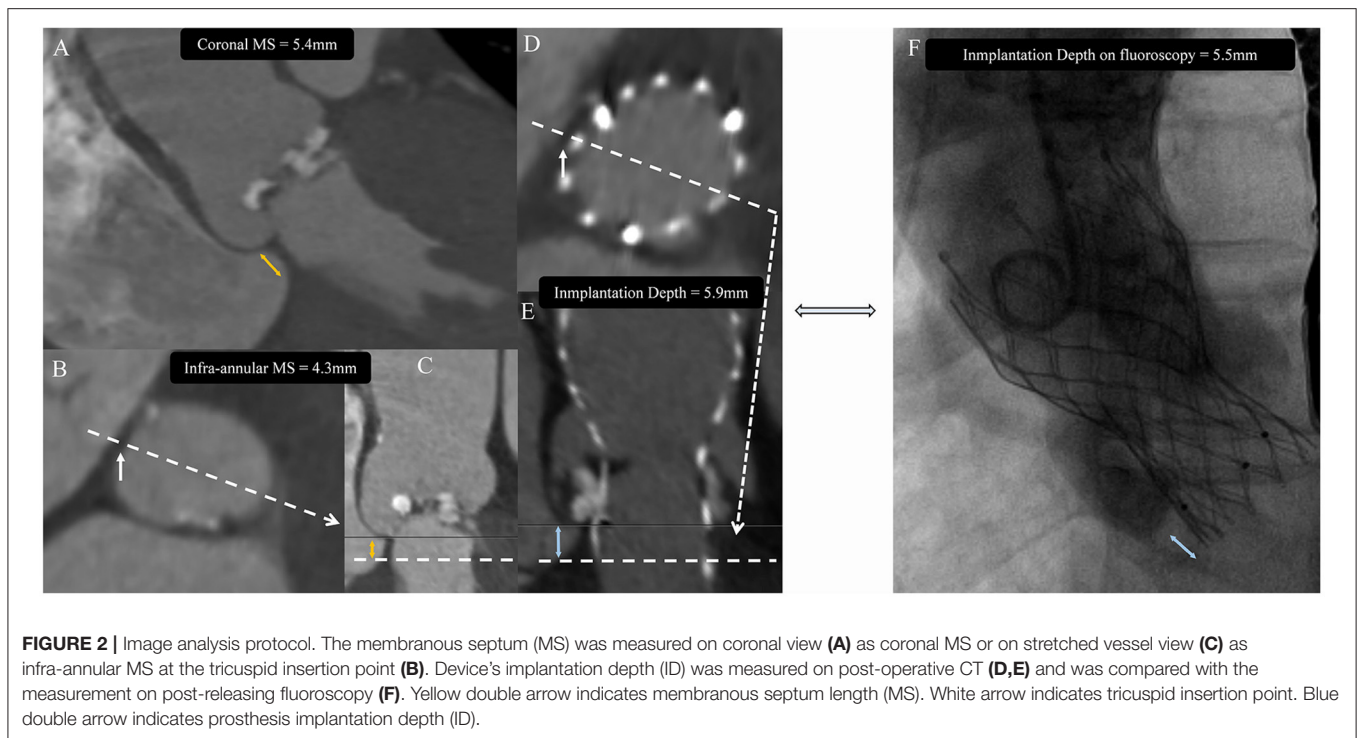 A
Coronal MS = 5.4mm
D
F
Inmplantation Depth on fluoroscopy = 5.5mm
E
Inmplantation Depth = 5.9mm
B
Infra-annular MS = 4.3mm
C
FIGURE 2 | Image analysis protocol. The membranous septum (MS) was measured on coronal view (A) as coronal MS or on stretched vessel view (C) as
infra-annular MS at the tricuspid insertion point (B). Device's implantation depth (ID) was measured on post-operative CT (D,E) and was compared with the
measurement on post-releasing fluoroscopy (F). Yellow double arrow indicates membranous septum length (MS). White arrow indicates tricuspid insertion point. Blue
double arrow indicates prosthesis implantation depth (ID).